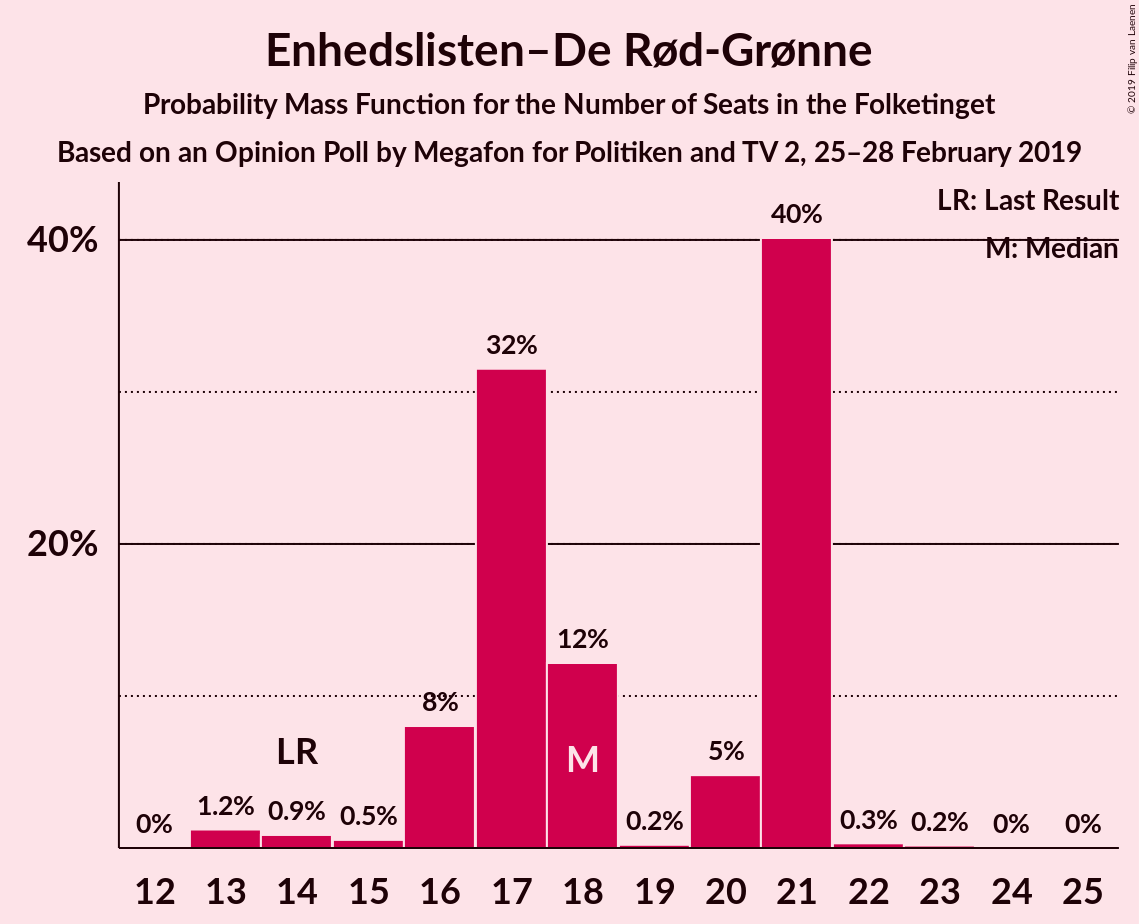 Enhedslisten–De Rød-Grønne
Probability Mass Function for the Number of Seats in the Folketinget
Based on an Opinion Poll by Megafon for Politiken and TV 2, 25–28 February 2019
© 2019 Filip van Laenen
LR: Last Result
M: Median
40%
20%
0%
1.2%
0.9%
0.5%
8%
32%
12%
0.2%
5%
40%
0.3%
0.2%
0%
0%
LR
M
12 13 14 15 16 17 18 19 20 21 22 23 24 25